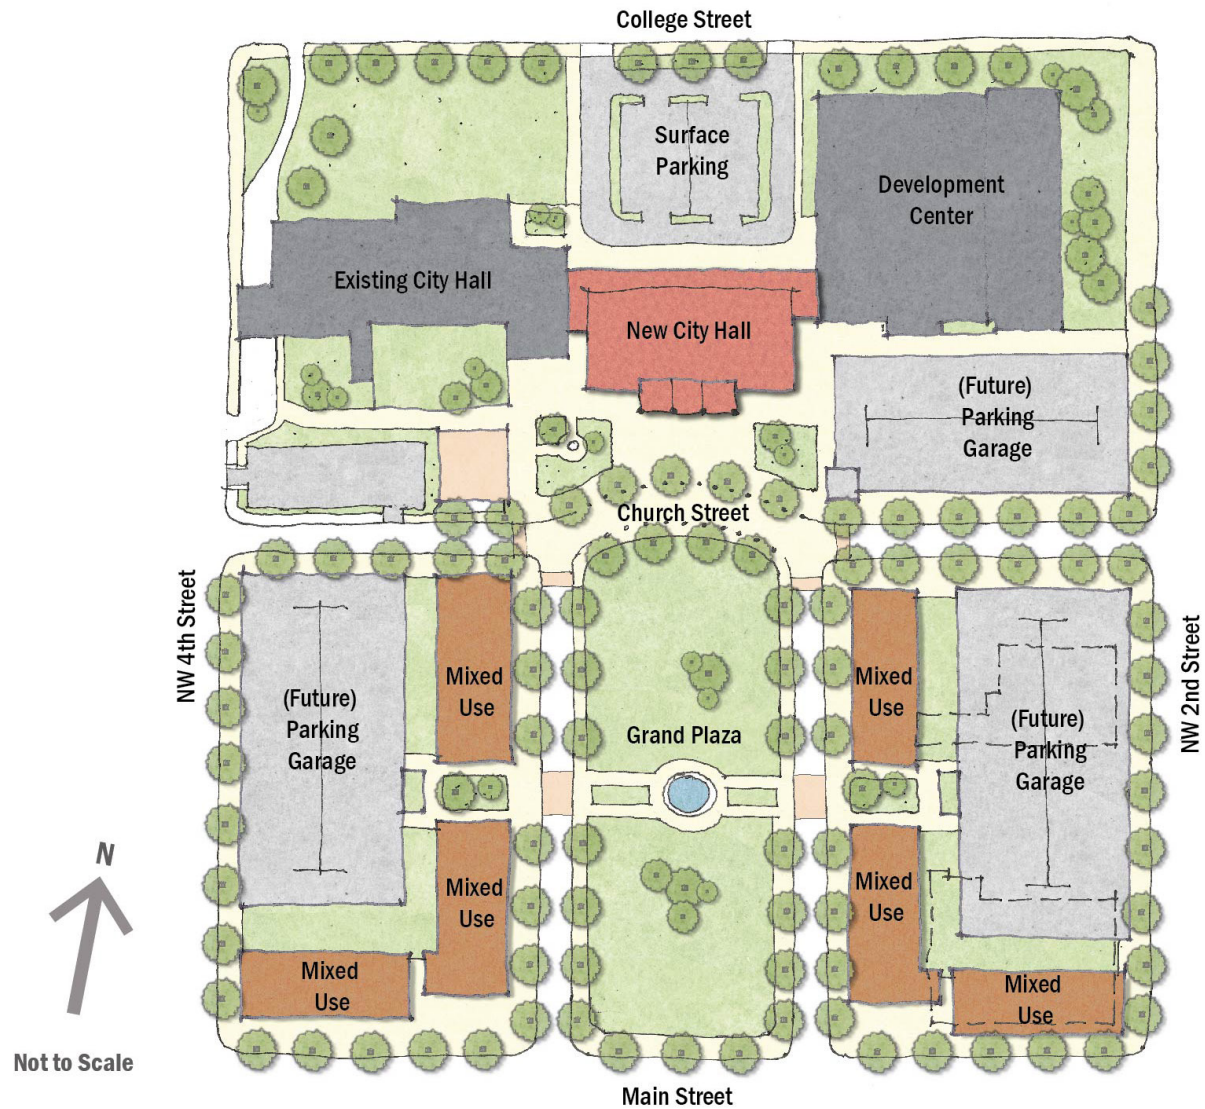 College Street
Surface
Parking
Development
Center
Existing City Hall
New City Hall
(Future)
Parking
Garage
Church Street
NW 4th Street
NW 2nd Street
Mixed
Use
Mixed
Use
(Future)
Parking
Garage
(Future)
Parking
Garage
Grand Plaza
N
Mixed
Use
Mixed
Use
Mixed
Use
Mixed
Use
Not to Scale
Main Street